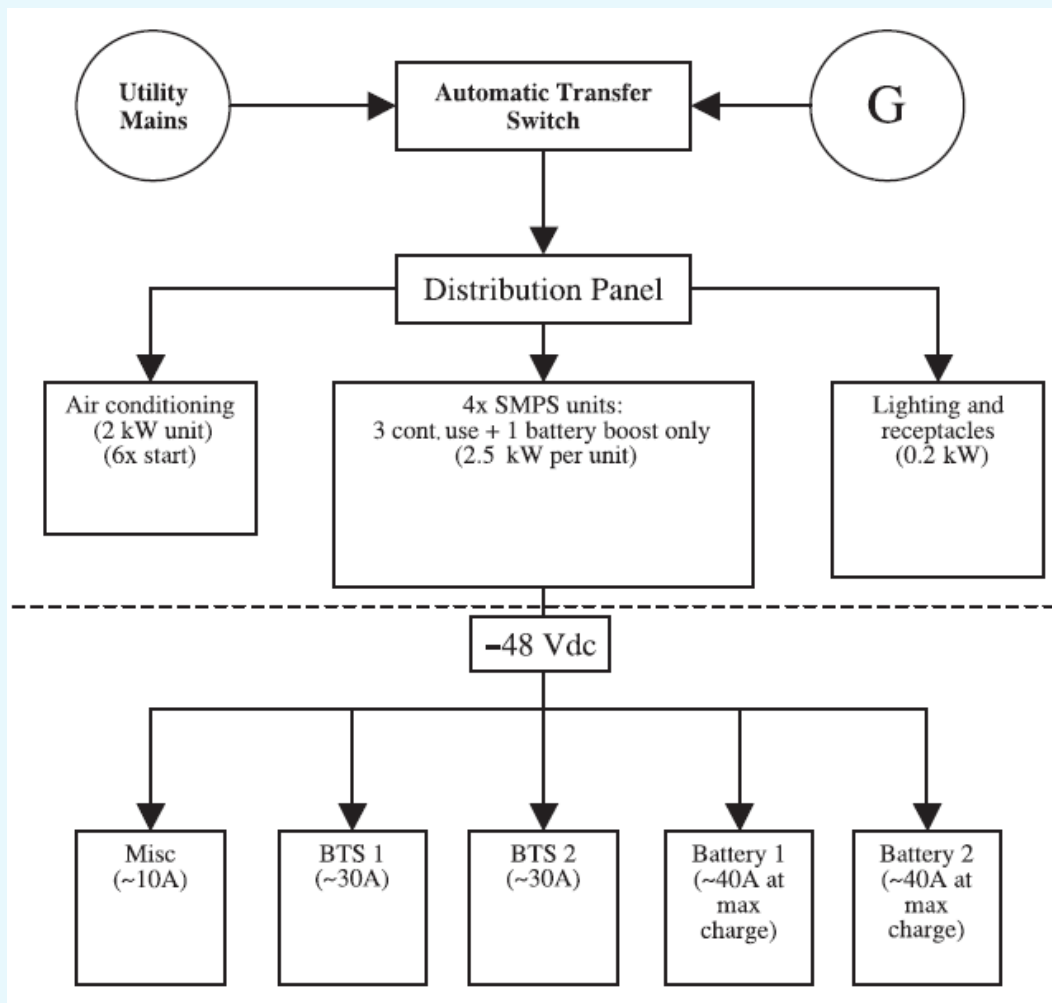 Utility
Mains
Automatic Transfer
Switch
G
Distribution Panel
Air conditioning
(2 kW unit)
(6x start)
4x SMPS units:
3 cont. use + 1 battery boost only
(2.5 kW per unit)
Lighting and
receptacles
(0.2 kW)
–48 Vdc
Misc
(~10A)
BTS 1
(~30A)
BTS 2
(~30A)
Battery 1
(~40A at
max
charge)
Battery 2
(~40A at
max
charge)